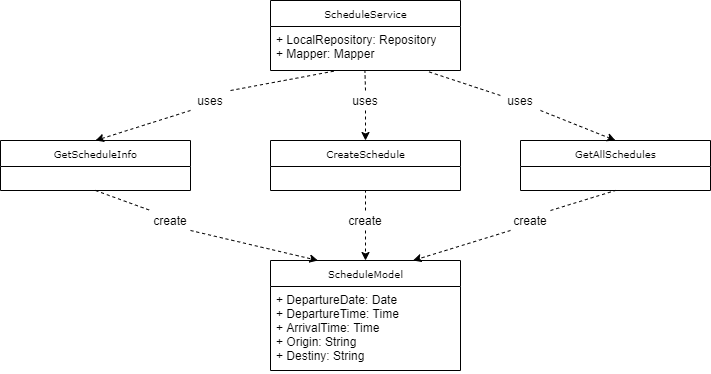 ScheduleService
+ LocalRepository: Repository
+ Mapper: Mapper
uses
uses
uses
GetScheduleInfo
CreateSchedule
GetAllSchedules
create
create
create
ScheduleModel
+ DepartureDate: Date
+ DepartureTime: Time
+ ArrivalTime: Time
+ Origin: String
+ Destiny: String